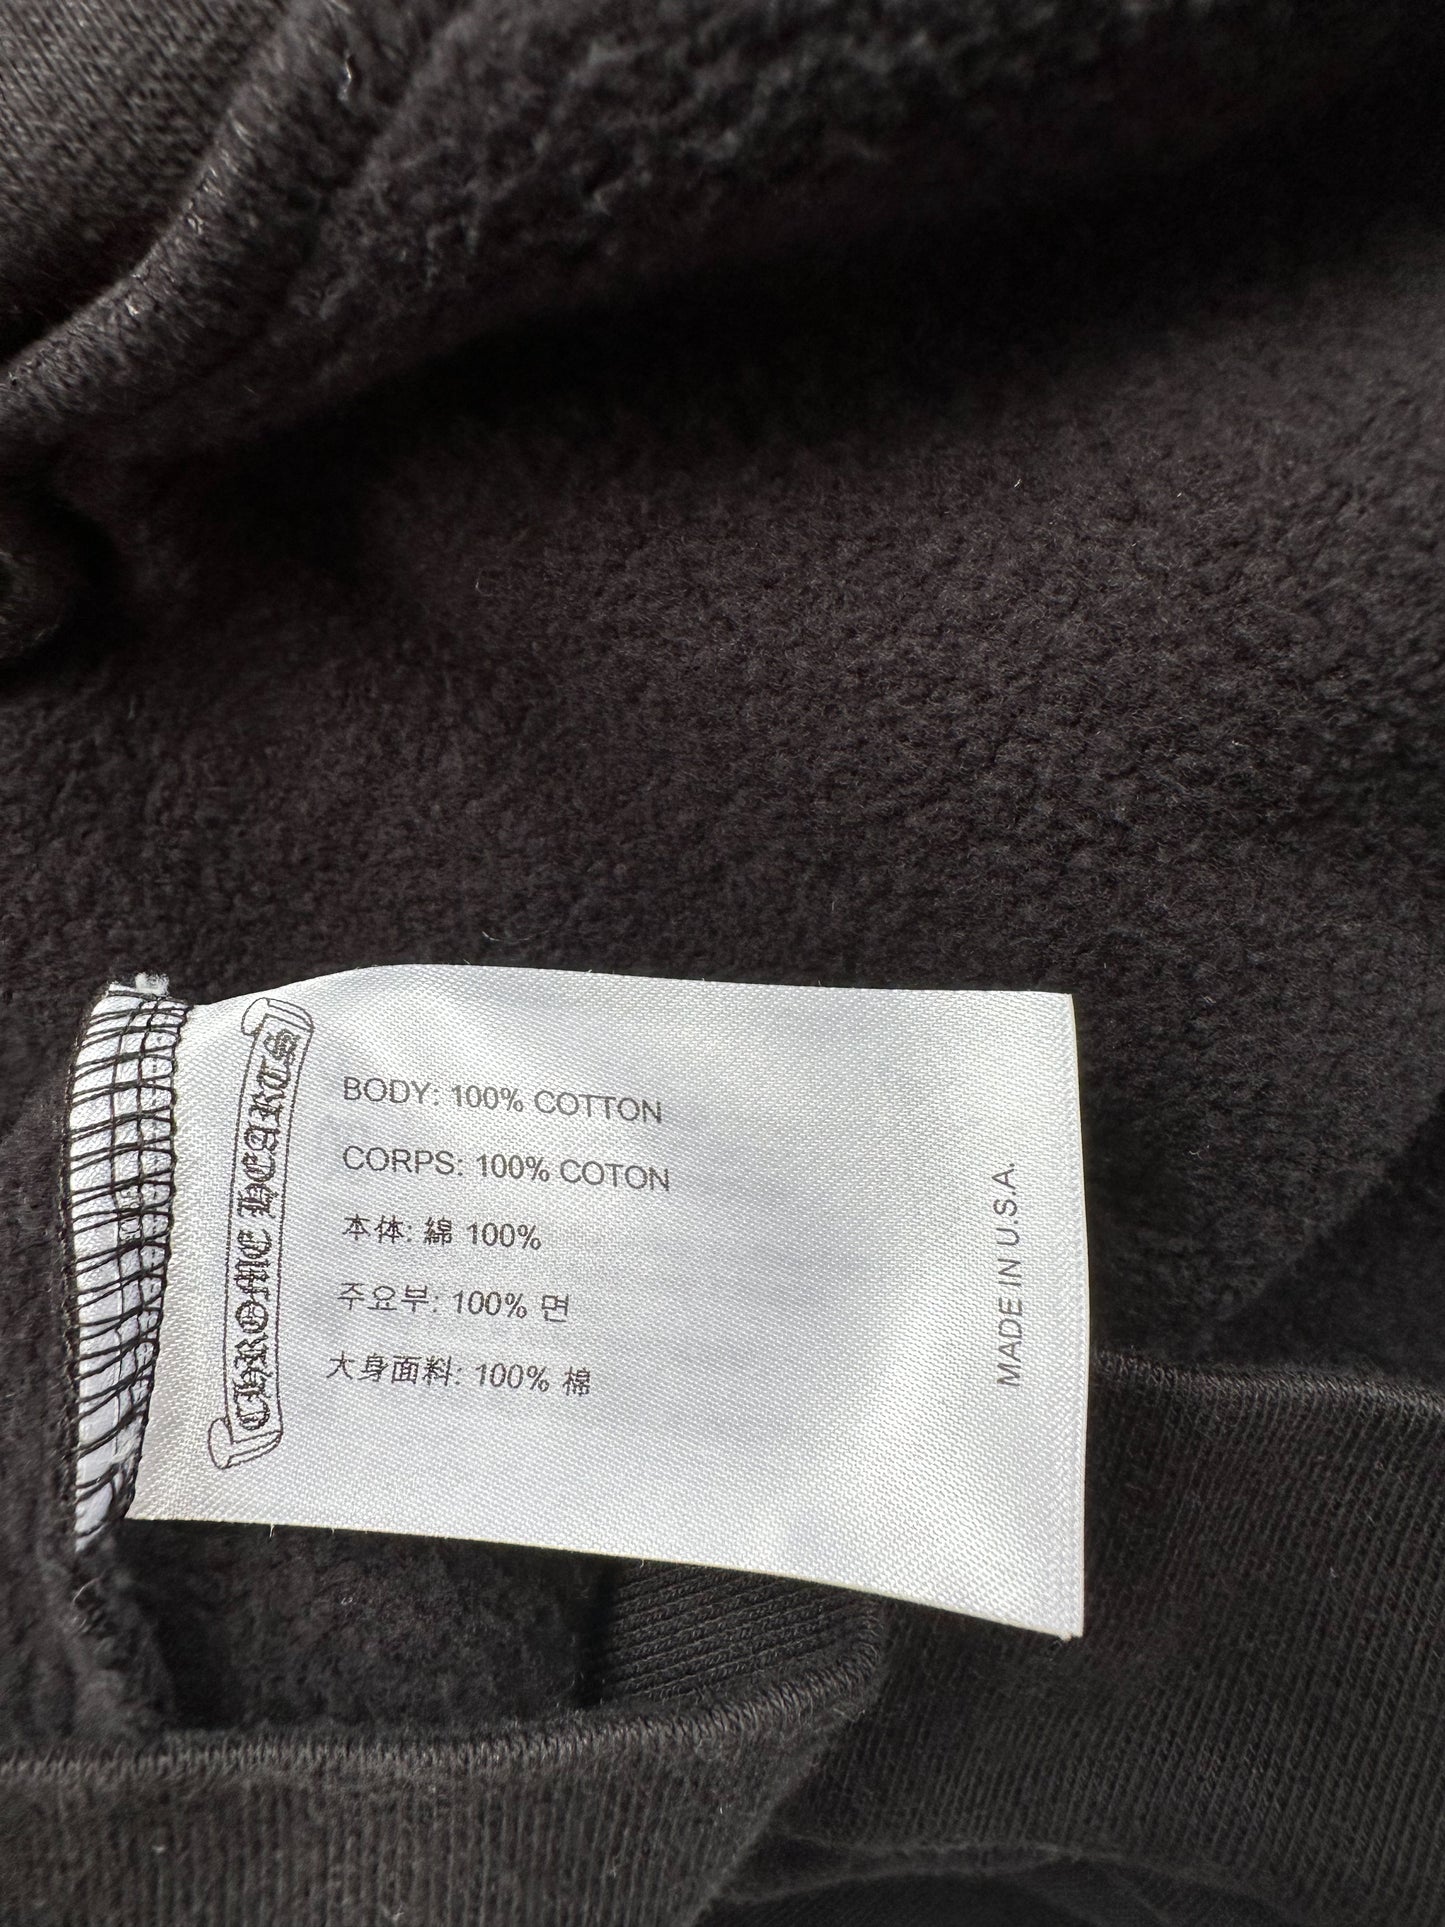 CHROME HEARTS
BODY: 100% COTTON
CORPS: 100% COTON
本体: 綿 100%
주요부: 100% 면
大身面料: 100% 棉
MADE IN U.S.A.